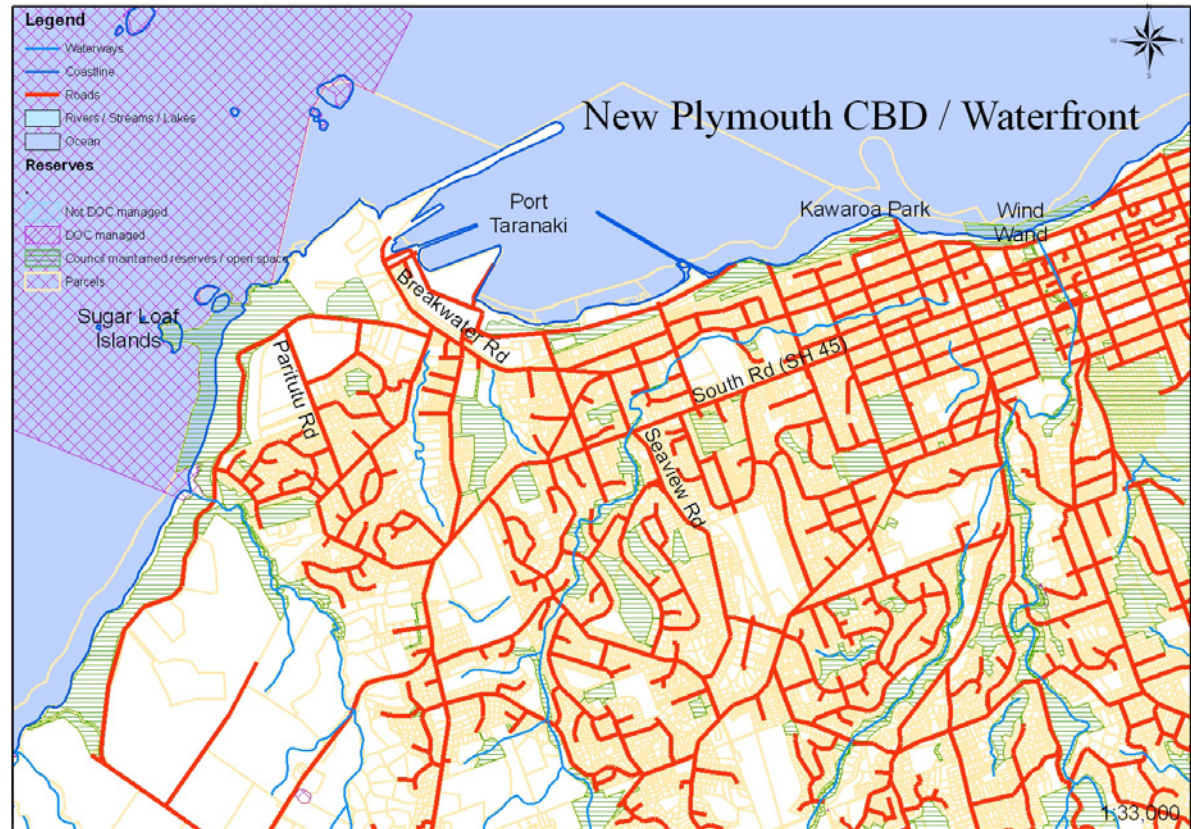 Legend
Waterways
Coastline
Roads
Rivers / Streams / Lakes
Ocean
Reserves
Not DOC managed
DOC managed
Council maintained reserves / open space
Parcels
N
W
E
S
New Plymouth CBD / Waterfront
Port
Taranaki
Kawaroa Park
Wind
Wand
Sugar Loaf
Islands
Breakwater Rd
Paritutu Rd
South Rd (SH 45)
Seaview Rd
1:33,000